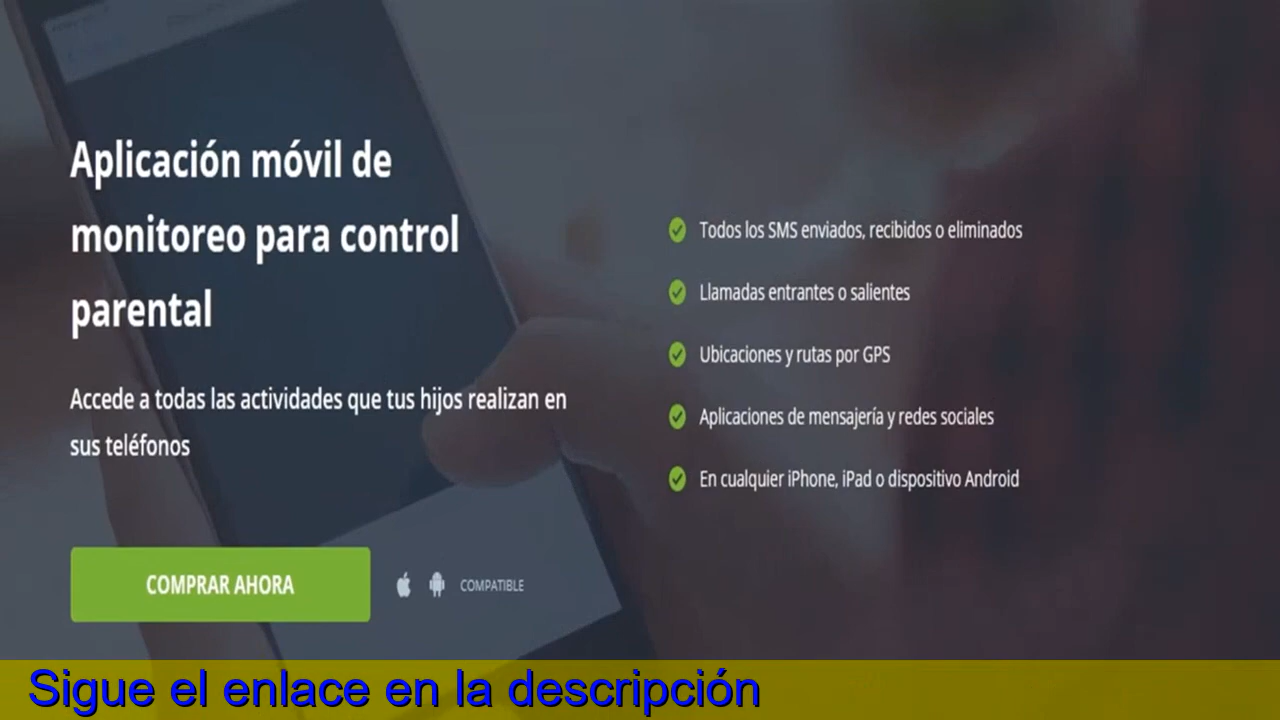 Aplicación móvil de
monitoreo para control
parental
Accede a todas las actividades que tus hijos realizan en
sus teléfonos
COMPRAR AHORA
COMPATIBLE
Todos los SMS enviados, recibidos o eliminados
Llamadas entrantes o salientes
Ubicaciones y rutas por GPS
Aplicaciones de mensajería y redes sociales
En cualquier iPhone, iPad o dispositivo Android
Sigue el enlace en la descripción